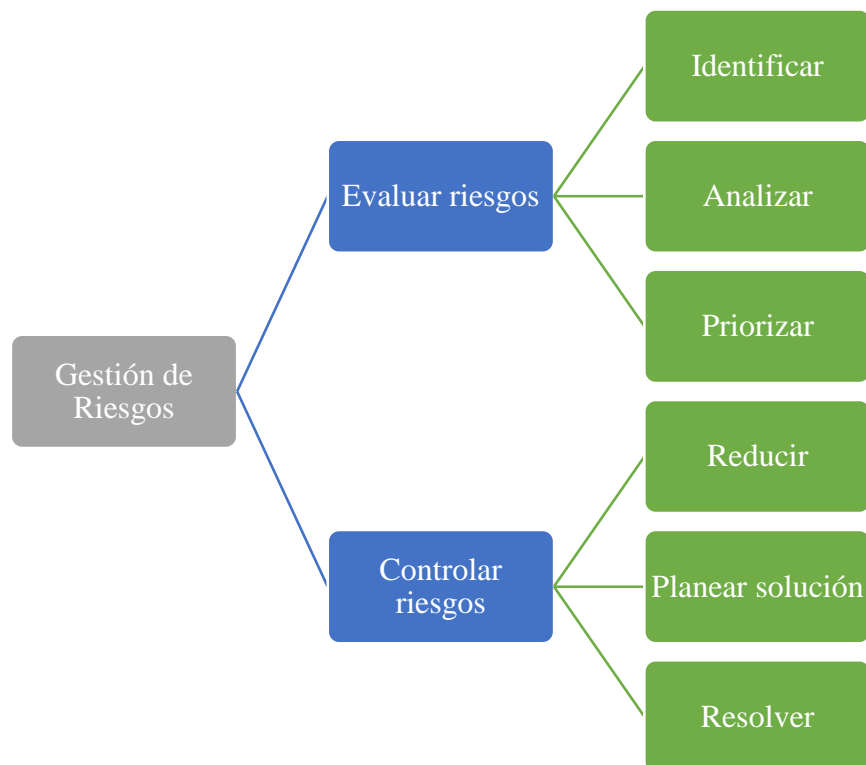 Gestión de
Riesgos
Evaluar riesgos
Identificar
Analizar
Priorizar
Controlar
riesgos
Reducir
Planear solución
Resolver